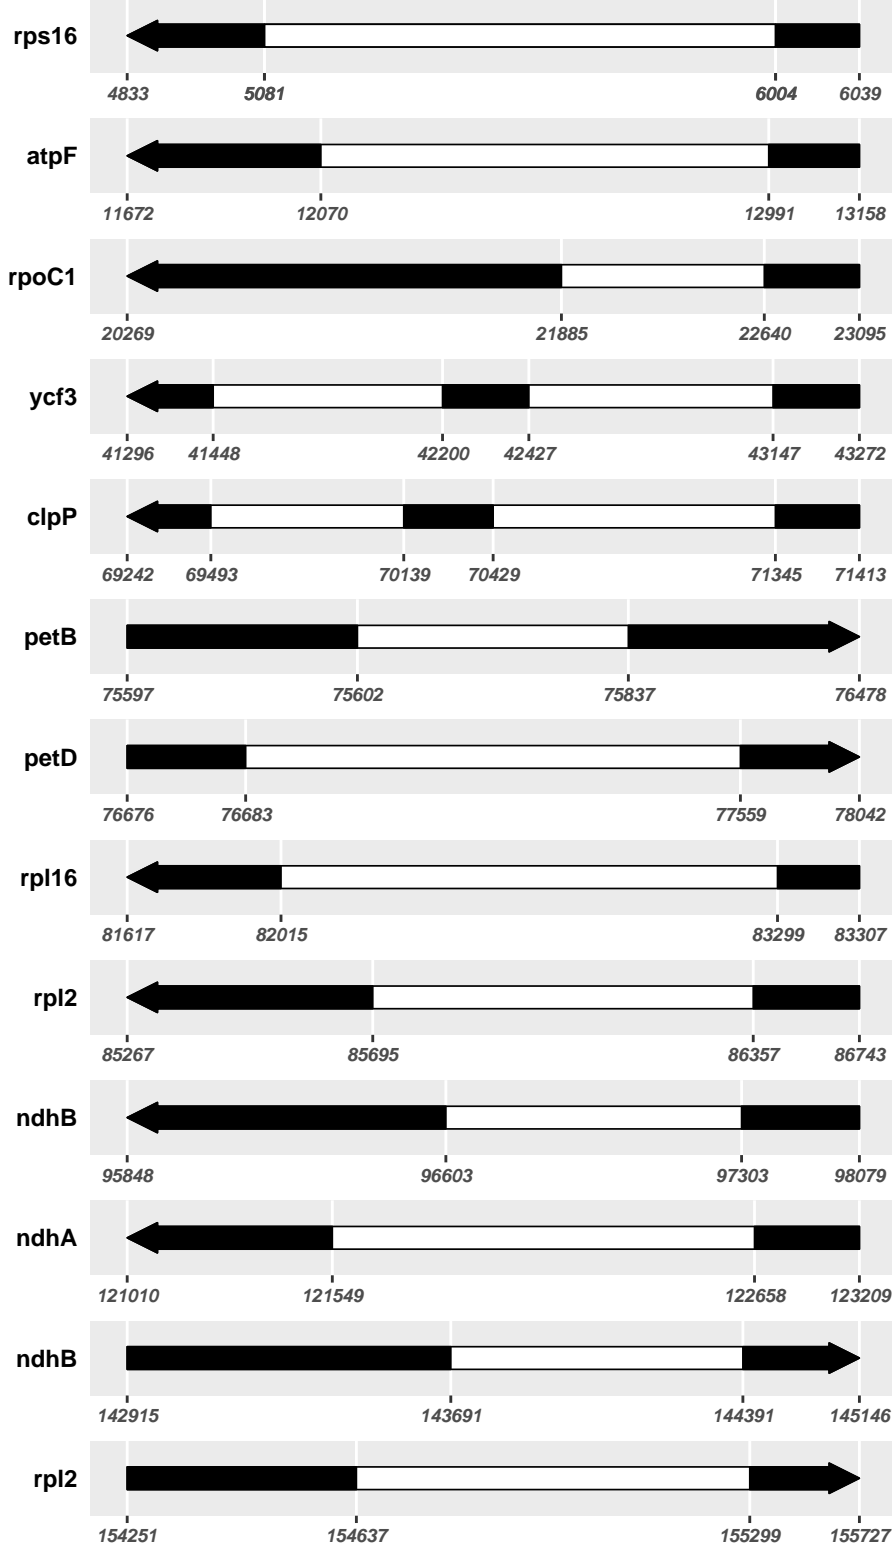 rps16
4833 5081 6004 6039
atpF
11672 12070 12991 13158
rpoC1
20269 21885 22640 23095
ycf3
41296 41448 42200 42427 43147 43272
clpP
69242 69493 70139 70429 71345 71413
petB
75597 75602 75837 76478
petD
76676 76683 77559 78042
rpl16
81617 82015 83299 83307
rpl2
85267 85695 86357 86743
ndhB
95848 96603 97303 98079
ndhA
121010 121549 122658 123209
ndhB
142915 143691 144391 145146
rpl2
154251 154637 155299 155727